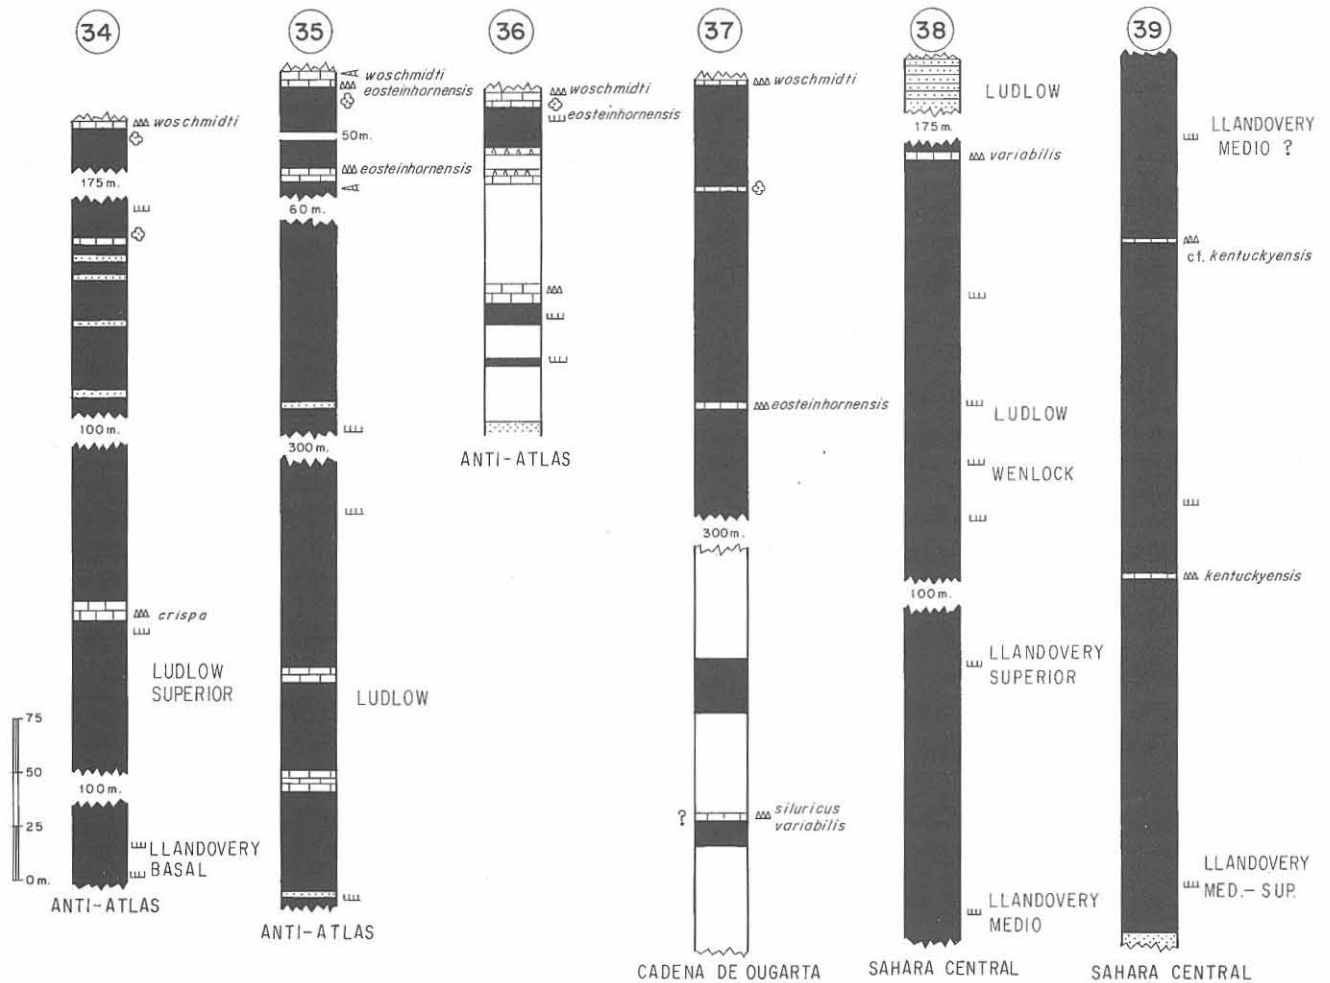 34
woschmidti
175 m.
100 m.
crispa
LUDLOW
SUPERIOR
75
50
25
0 m.
100 m.
LLANDOVERY
BASAL
ANTI-ATLAS
35
woschmidti
eosteinhornensis
50 m.
eosteinhornensis
60 m.
300 m.
LUDLOW
ANTI-ATLAS
36
woschmidti
eosteinhornensis
ANTI-ATLAS
37
woschmidti
eosteinhornensis
300 m.
?
siluricus
variabilis
CADENA DE OUGARTA
38
LUDLOW
175 m.
variabilis
LUDLOW
WENLOCK
100 m.
LLANDOVERY
SUPERIOR
LLANDOVERY
MEDIO
SAHARA CENTRAL
39
LLANDOVERY
MEDIO ?
cf. kentuckyensis
kentuckyensis
LLANDOVERY
MED.-SUP.
SAHARA CENTRAL